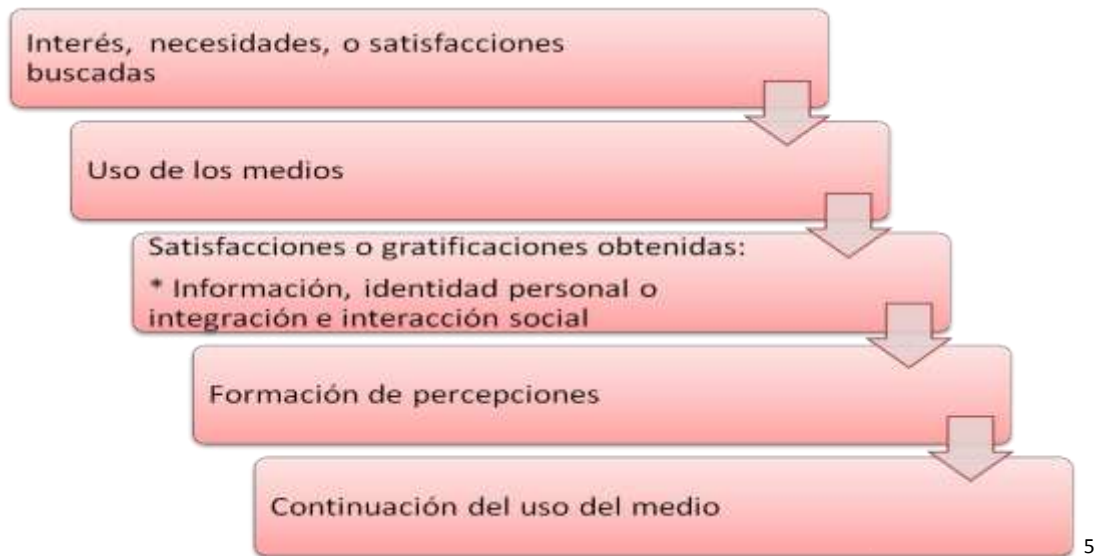 Interés, necesidades, o satisfacciones
buscadas
Uso de los medios
Satisfacciones o gratificaciones obtenidas:
* Información, identidad personal o
integración e interacción social
Formación de percepciones
Continuación del uso del medio
5